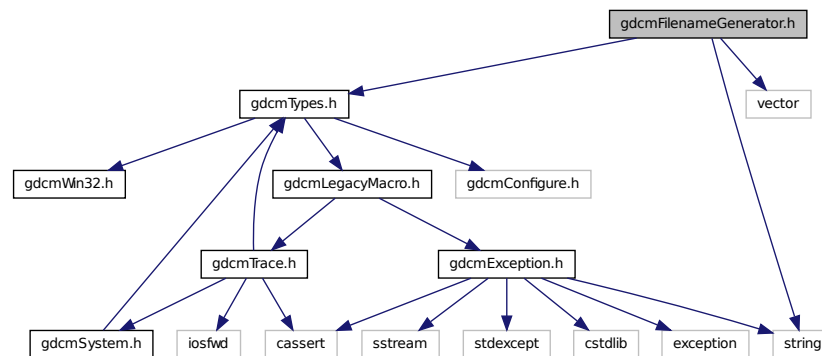 gdcmFilenameGenerator.h
gdcmTypes.h
vector
gdcmWin32.h
gdcmLegacyMacro.h
gdcmConfigure.h
gdcmTrace.h
gdcmException.h
gdcmSystem.h
iosfwd
cassert
sstream
stdexcept
cstdlib
exception
string